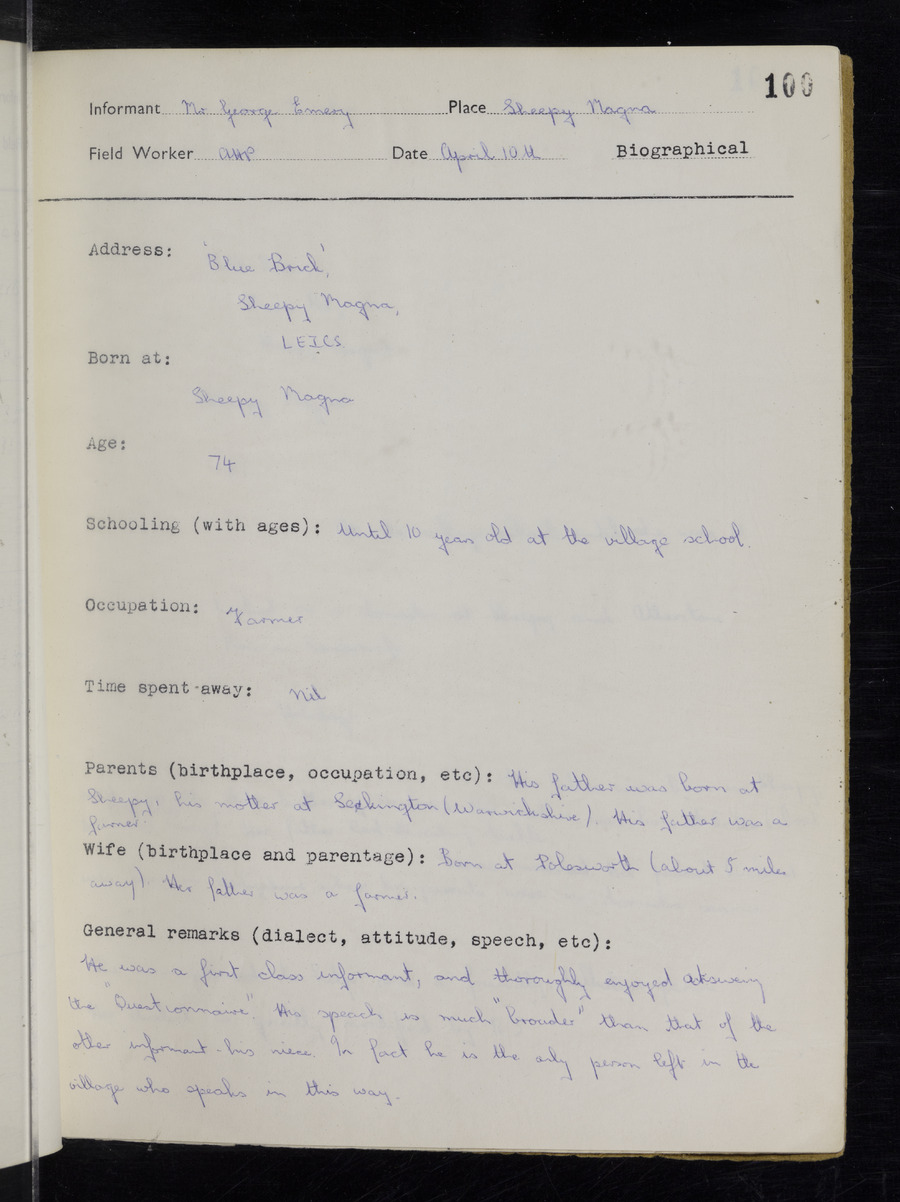 100
Informant Mr George Emery Place Sheepy Magna
Field Worker AHP Date April 10th Biographical
Address: 'Blue Brick',
Sheepy Magna,
LEICS.
Born at:
Sheepy Magna
Age:
74
Schooling (with ages): Until 10 years old at the village school.
Occupation: Farmer
Time spent away: Nil
Parents (birthplace, occupation, etc): His father was born at
Sheepy, his mother at Seckington (Warwickshire). His father was a
farmer.
Wife (birthplace and parentage): Born at Polesworth (about 5 miles
away). Her father was a farmer.
General remarks (dialect, attitude, speech, etc):
He was a first class informant, and thoroughly enjoyed
the "Questionnaire". His speech is much "broader" than that of the
other informant - his niece. In fact he is the only person left in the
village who speaks in this way.